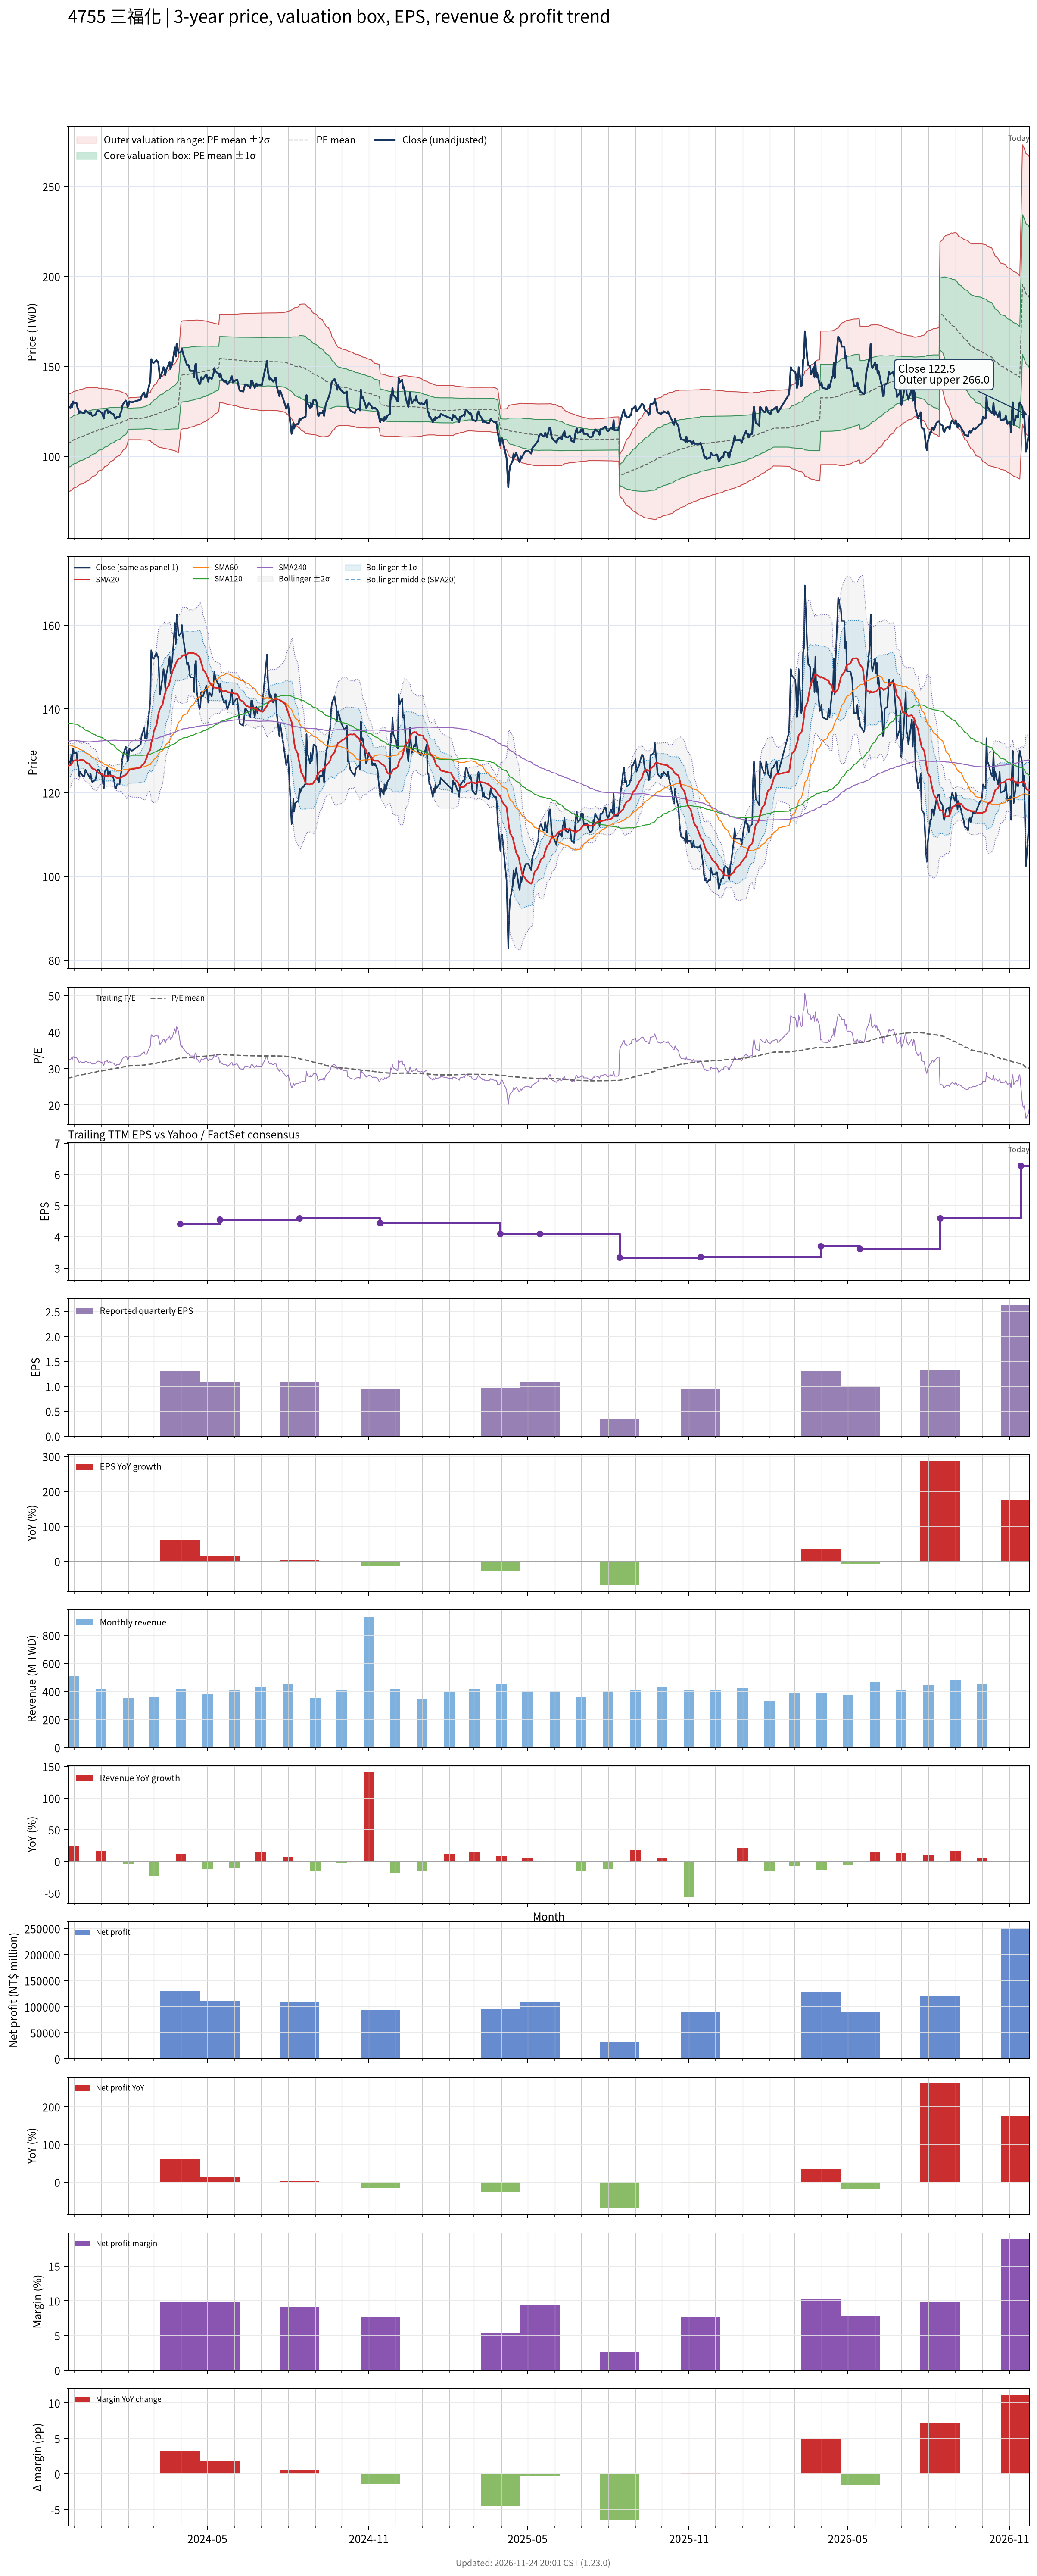 4755 三福化 | 3-year price, valuation box, EPS, revenue & profit trend
Outer valuation range: PE mean ±2σ
Core valuation box: PE mean ±1σ
PE mean
Close (unadjusted)
Today
250
200
150
100
Price (TWD)
Close 122.5
Outer upper 266.0
Close (same as panel 1)
SMA20
SMA60
SMA120
SMA240
Bollinger ±2σ
Bollinger ±1σ
Bollinger middle (SMA20)
160
140
120
100
80
Price
Trailing P/E
P/E mean
50
40
30
20
P/E
Trailing TTM EPS vs Yahoo / FactSet consensus
Today
7
6
5
4
3
EPS
Reported quarterly EPS
2.5
2.0
1.5
1.0
0.5
0.0
EPS
EPS YoY growth
300
200
100
0
YoY (%)
Monthly revenue
800
600
400
200
0
Revenue (M TWD)
Revenue YoY growth
150
100
50
0
-50
YoY (%)
Month
Net profit
250000
200000
150000
100000
50000
0
Net profit (NT$ million)
Net profit YoY
200
100
0
YoY (%)
Net profit margin
15
10
5
0
Margin (%)
Margin YoY change
10
5
0
-5
Δ margin (pp)
2024-05
2024-11
2025-05
2025-11
2026-05
2026-11
Updated: 2026-11-24 20:01 CST (1.23.0)